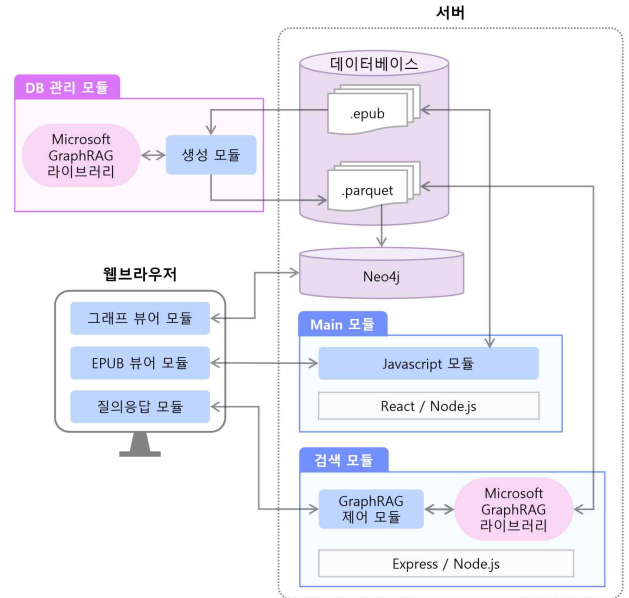 서버
데이터베이스
.epub
.parquet
Neo4j
DB 관리 모듈
Microsoft
GraphRAG
라이브러리
생성 모듈
웹브라우저
그래프 뷰어 모듈
EPUB 뷰어 모듈
질의응답 모듈
Main 모듈
Javascript 모듈
React / Node.js
검색 모듈
GraphRAG
제어 모듈
Microsoft
GraphRAG
라이브러리
Express / Node.js